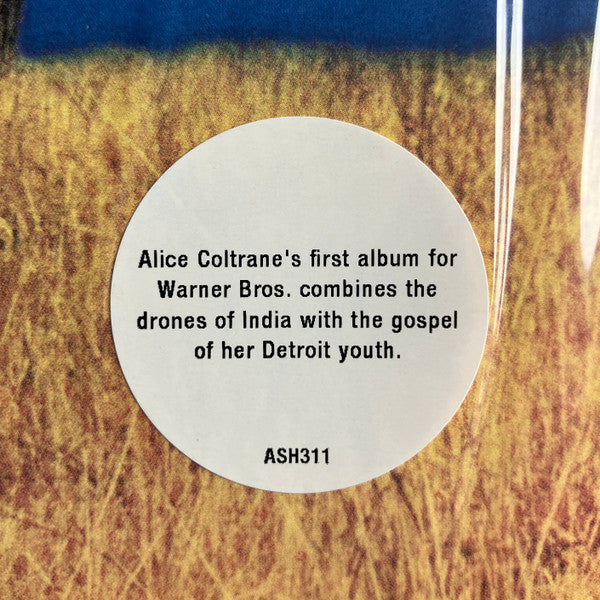 Alice Coltrane's first album for
Warner Bros. combines the
drones of India with the gospel
of her Detroit youth.
ASH311